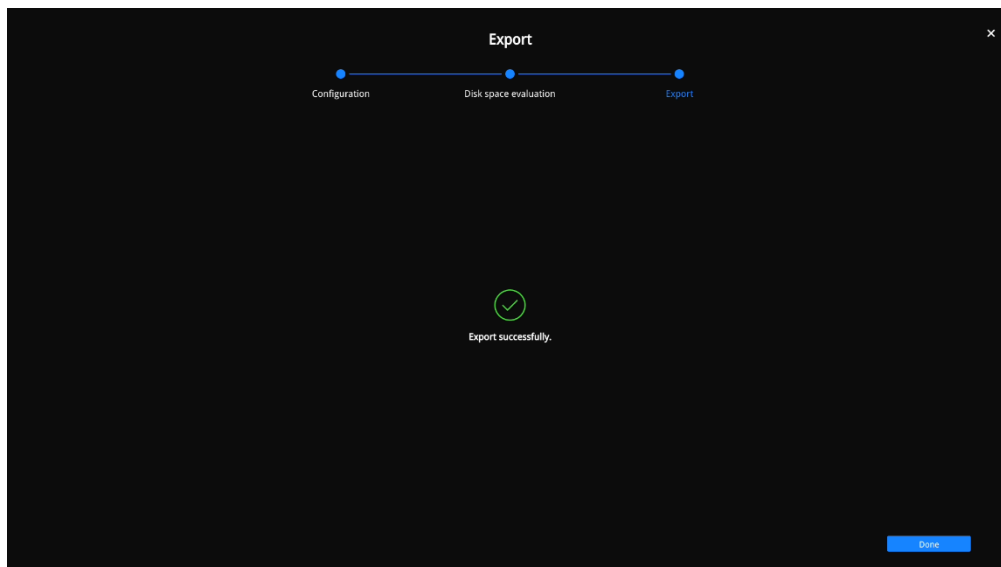 Export
Configuration
Disk space evaluation
Export
Export successfully.
Done